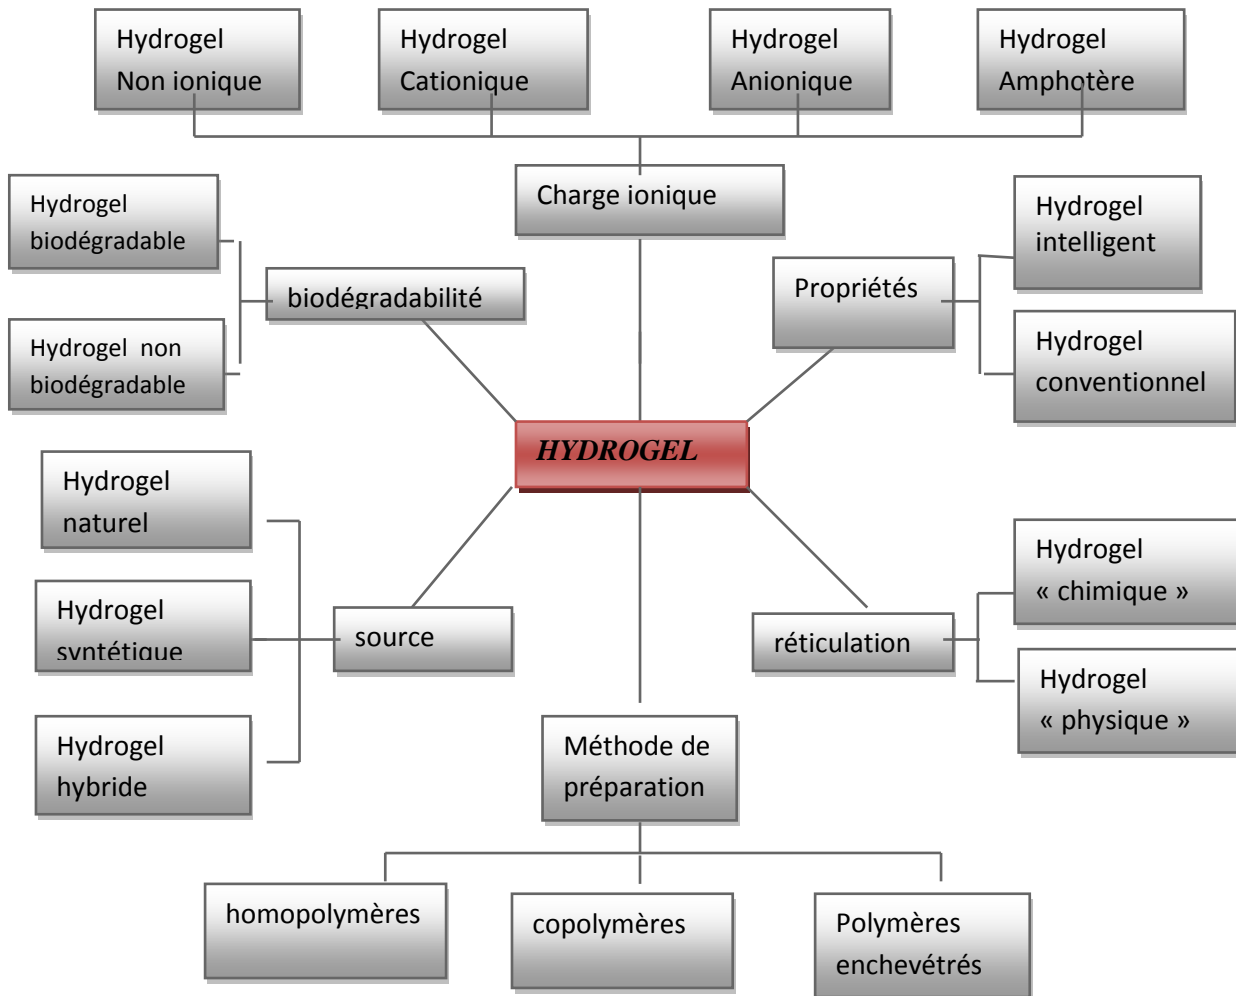 Hydrogel
Non ionique
Hydrogel
Cationique
Hydrogel
Anionique
Hydrogel
Amphotère
Charge ionique
Hydrogel
biodégradable
Hydrogel non
biodégradable
biodégradabilité
Propriétés
Hydrogel
intelligent
Hydrogel
conventionnel
HYDROGEL
Hydrogel
naturel
Hydrogel
syntétique
Hydrogel
hybride
source
réticulation
Hydrogel
« chimique »
Hydrogel
« physique »
Méthode de
préparation
homopolymères
copolymères
Polymères
enchevétrés